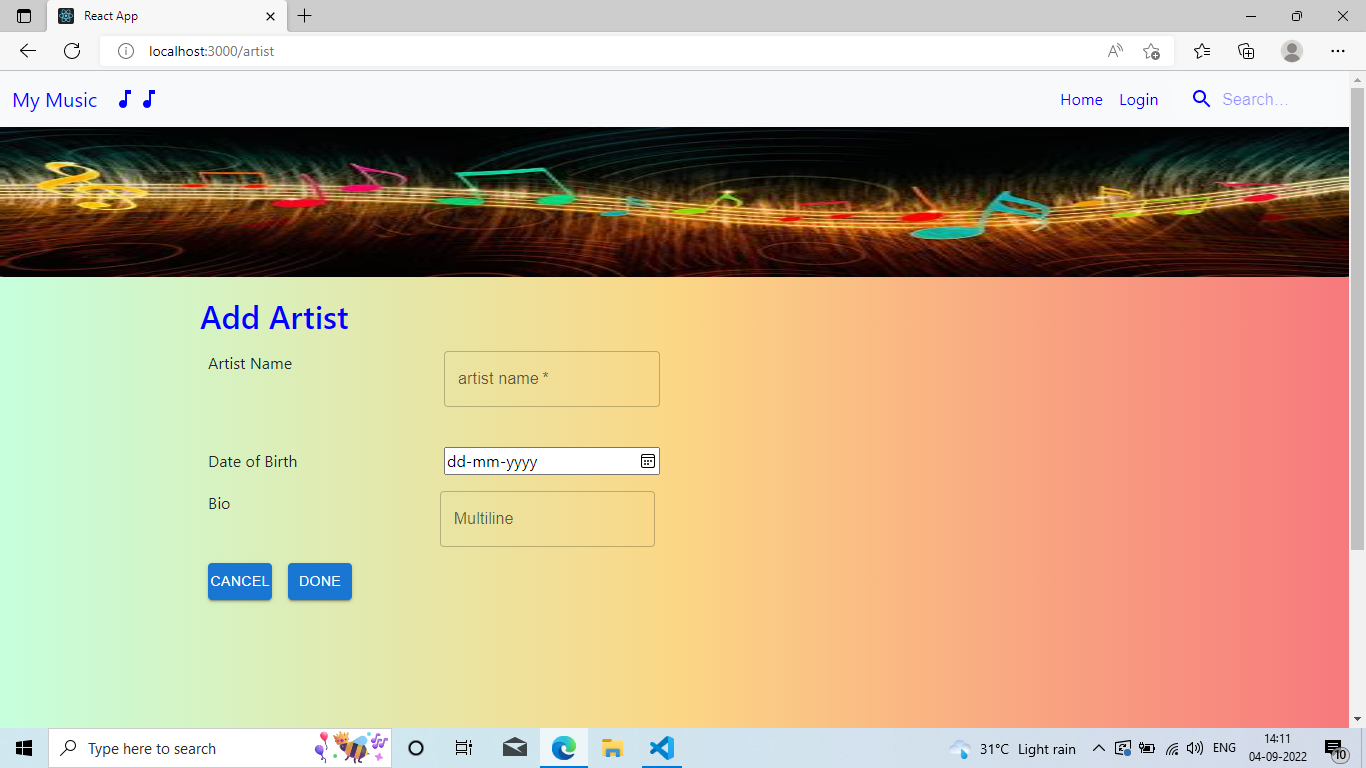 React App
localhost:3000/artist
My Music
Home Login Search…
Add Artist
Artist Name
artist name *
Date of Birth
dd-mm-yyyy
Bio
Multiline
CANCEL DONE
Type here to search
31°C Light rain
ENG
14:11
04-09-2022
10